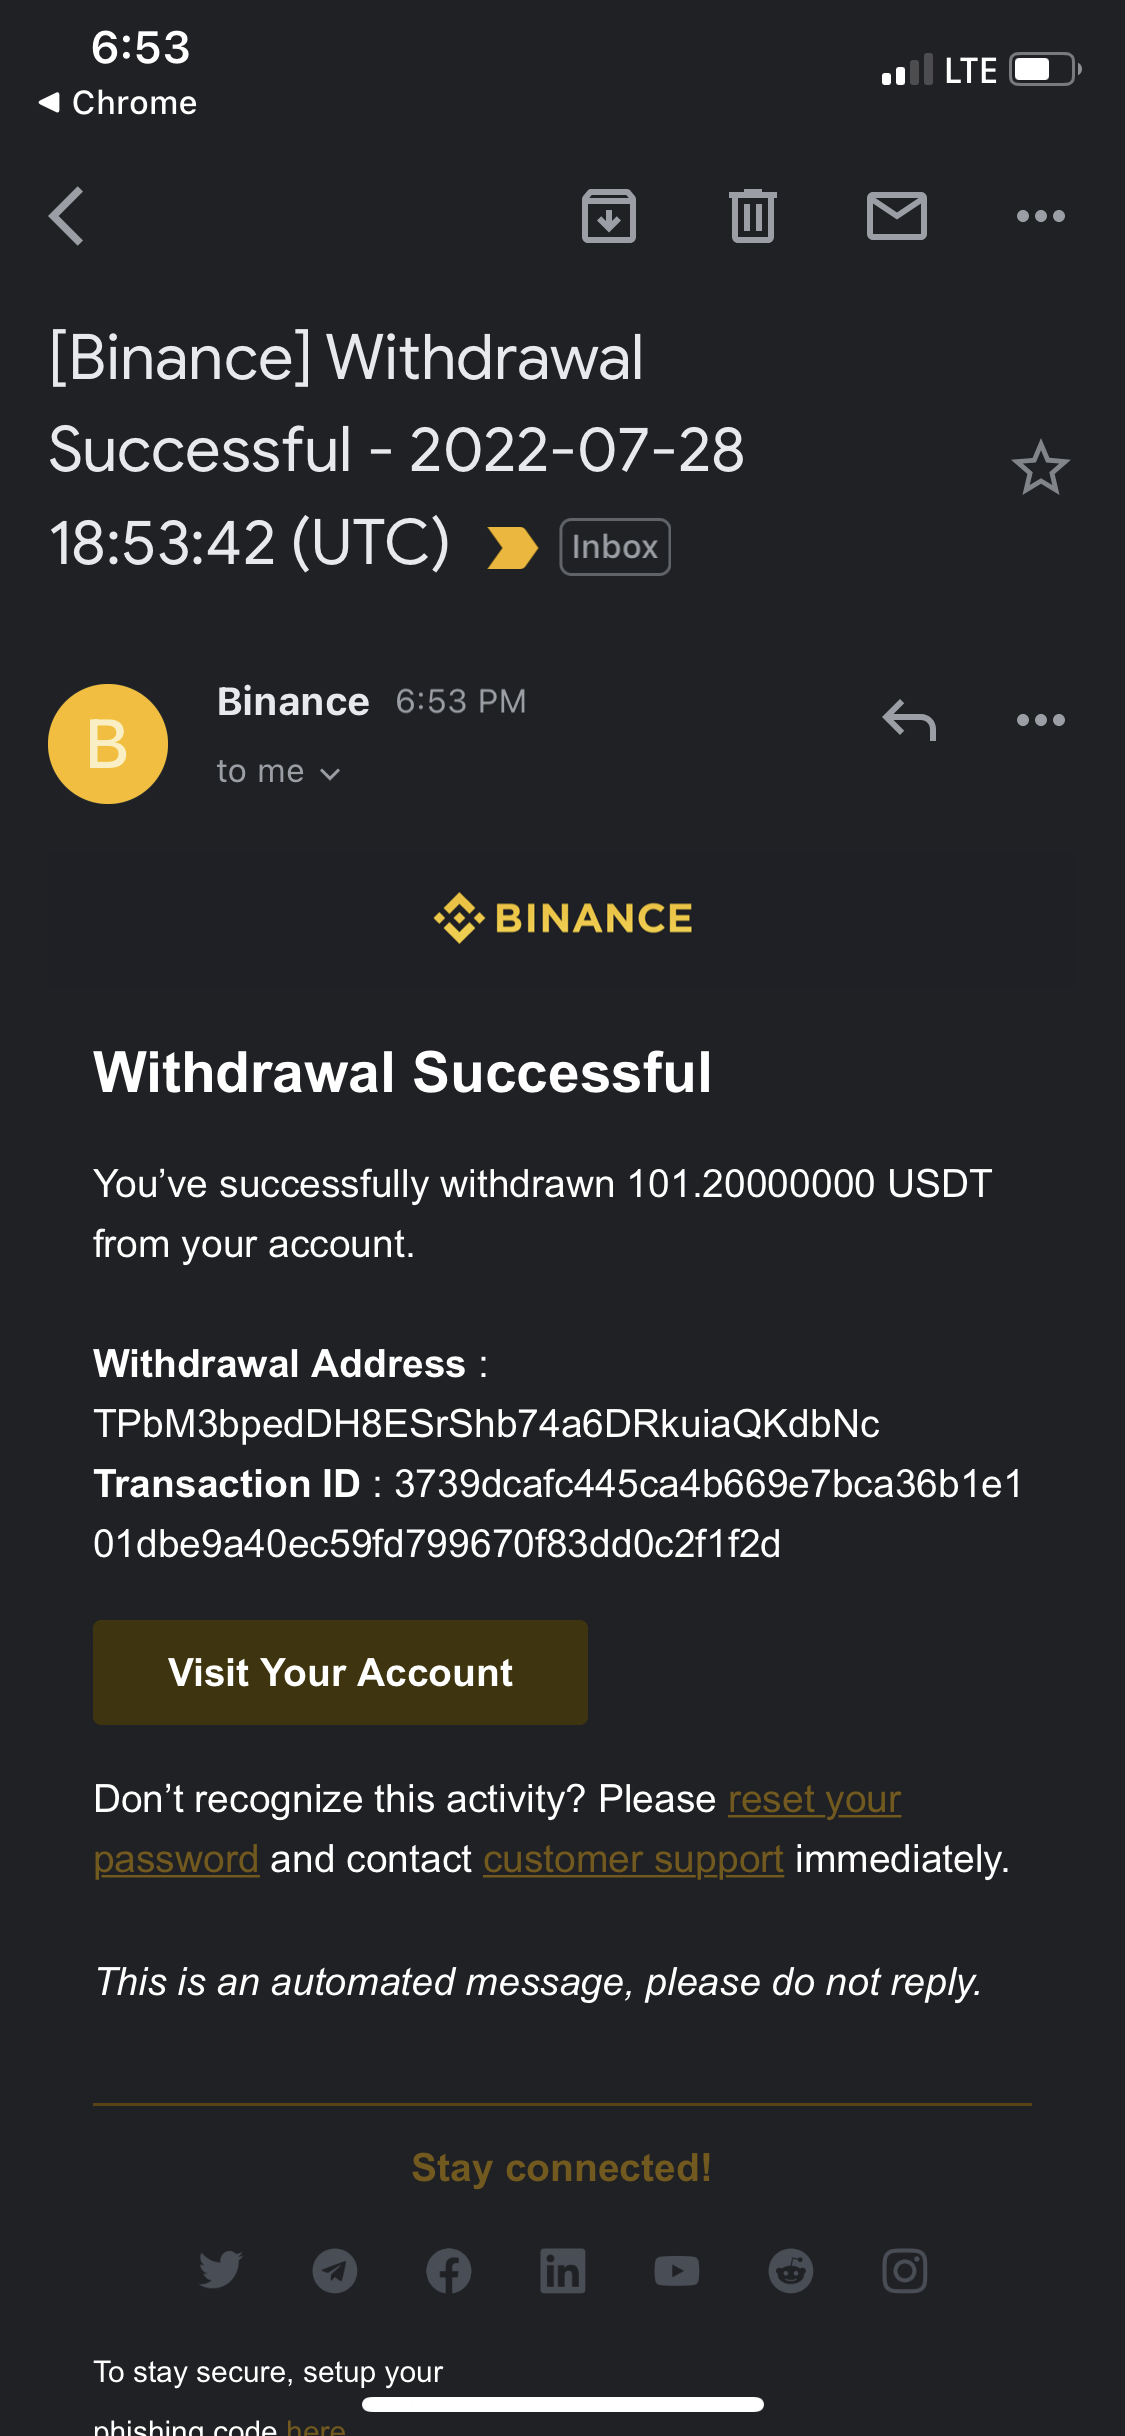 6:53
LTE
Chrome
[Binance] Withdrawal
Successful - 2022-07-28
18:53:42 (UTC)
Inbox
B
Binance 6:53 PM
to me
BINANCE
Withdrawal Successful
You’ve successfully withdrawn 101.20000000 USDT
from your account.
Withdrawal Address :
TPbM3bpedDH8ESrShb74a6DRkuiaQKdbNc
Transaction ID : 3739dcafc445ca4b669e7bca36b1e1
01dbe9a40ec59fd799670f83dd0c2f1f2d
Visit Your Account
Don’t recognize this activity? Please reset your
password and contact customer support immediately.
This is an automated message, please do not reply.
Stay connected!
To stay secure, setup your
phishing code here